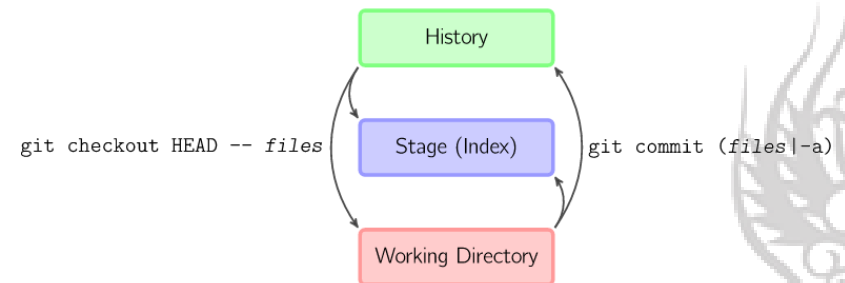 History
git checkout HEAD -- files
Stage (Index)
git commit (files|-a)
Working Directory